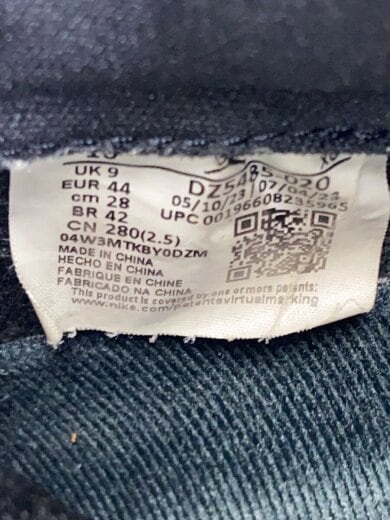 UK 9
EUR 44
cm 28
BR 42
CN 280(2.5)
04W3MTKBY0DZM
DZ5485-020
05/10/23 07/04/23
UPC 00196608235965
MADE IN CHINA
HECHO EN CHINA
FABRIQUE EN CHINE
FABRICADO NA CHINA
This product is covered by one or more patents:
www.nike.com/patentsvirtualmarking